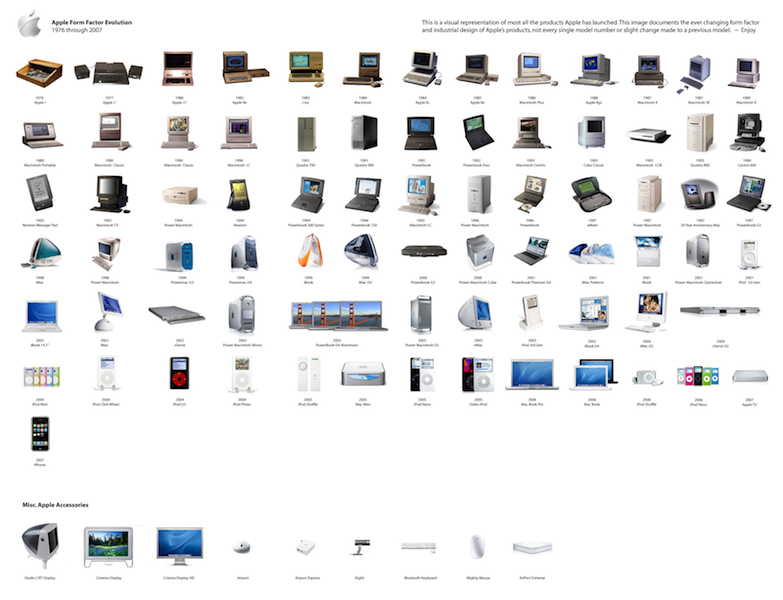 Apple Form Factor Evolution
1976 through 2007
This is a visual representation of most all the products Apple has launched.This image documents the ever changing form factor
and industrial design of Apple's products, not every single model number or slight change made to a previous model. ~ Enjoy
1976
Apple I
1977
Apple II
1980
Apple III
1983
Apple IIe
1983
Lisa
1984
Macintosh
1984
Apple IIc
1985
Apple IIe
1986
Macintosh Plus
1986
Apple IIgs
1987
Macintosh II
1987
Macintosh SE
1989
Macintosh II
1989
Macintosh Portable
1990
Macintosh Classic
1990
Macintosh Classic
1990
Macintosh LC
1991
Quadra 700
1991
Quadra 900
1991
Powerbook
1992
Powerbook Duo
1993
Macintosh Centris
1993
Color Classic
1993
Macintosh LCIII
1993
Quadra 800
1993
Newton Message Pad
1993
Macintosh TV
1994
Power Macintosh
1994
Newton
1994
Powerbook 500 Series
1994
Powerbook 150
1995
Macintosh LC
1996
Power Macintosh
1996
Powerbook
1997
eMate
1997
Power Macintosh
1997
20 Year Anniversary Mac
1997
Powerbook G3
1998
iMac
1998
Power Macintosh
1999
Powermac G3
1999
Powermac G4
1999
iBook
1999
iMac DV
2000
Powerbook G3
2000
Power Macintosh Cube
2001
Powerbook Titanium G4
2001
iMac Patterns
2001
iBook
2001
Power Macintosh Quicksilver
2001
iPod 1st Gen
2002
iBook 14.1"
2002
iMac
2002
xServe
2002
Power Macintosh Mirror
2003
PowerBook G4 Aluminum
2003
Power Macintosh G5
2003
eMac
2003
iPod 3rd Gen
2003
iBook G4
2004
iMac G5
2004
xServe G5
2004
iPod Mini
2004
iPod Click Wheel
2004
iPod U2
2004
iPod Photo
2005
iPod Shuffle
2005
Mac Mini
2005
iPod Nano
2005
Video iPod
2006
Mac Book Pro
2006
Mac Book
2006
iPod Shuffle
2006
iPod Nano
2007
Apple TV
2007
iPhone
Misc. Apple Accessories
Studio CRT Display
Cinema Display
Cinema Display HD
Airport
Airport Express
iSight
Bluetooth Keyboard
Mighty Mouse
AirPort Extreme